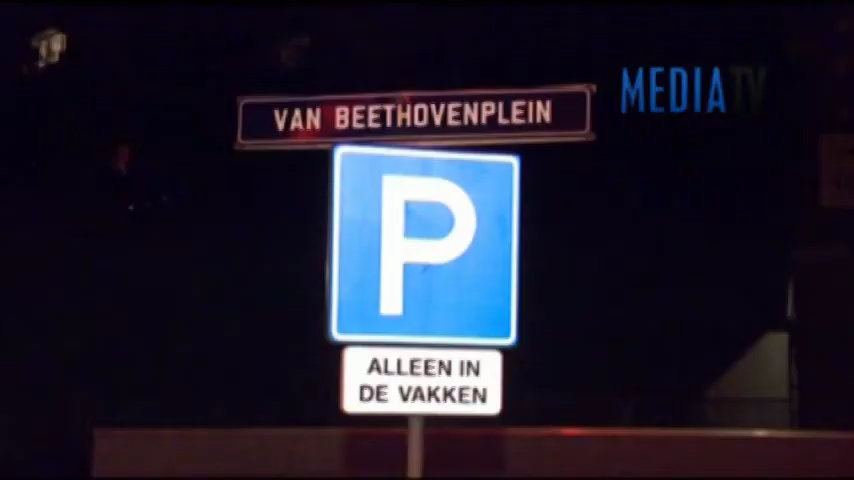 MEDIATV
VAN BEETHOVENPLEIN
P
ALLEEN IN
DE VAKKEN